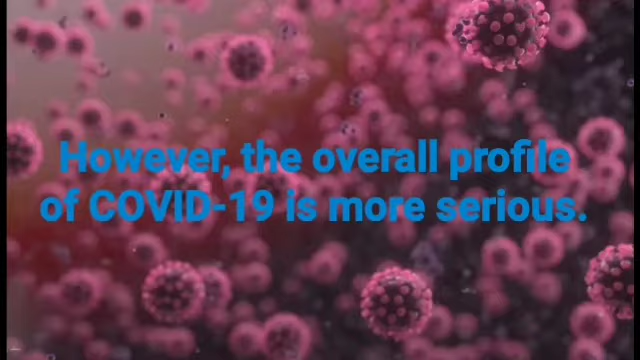 However, the overall profile
of COVID-19 is more serious.